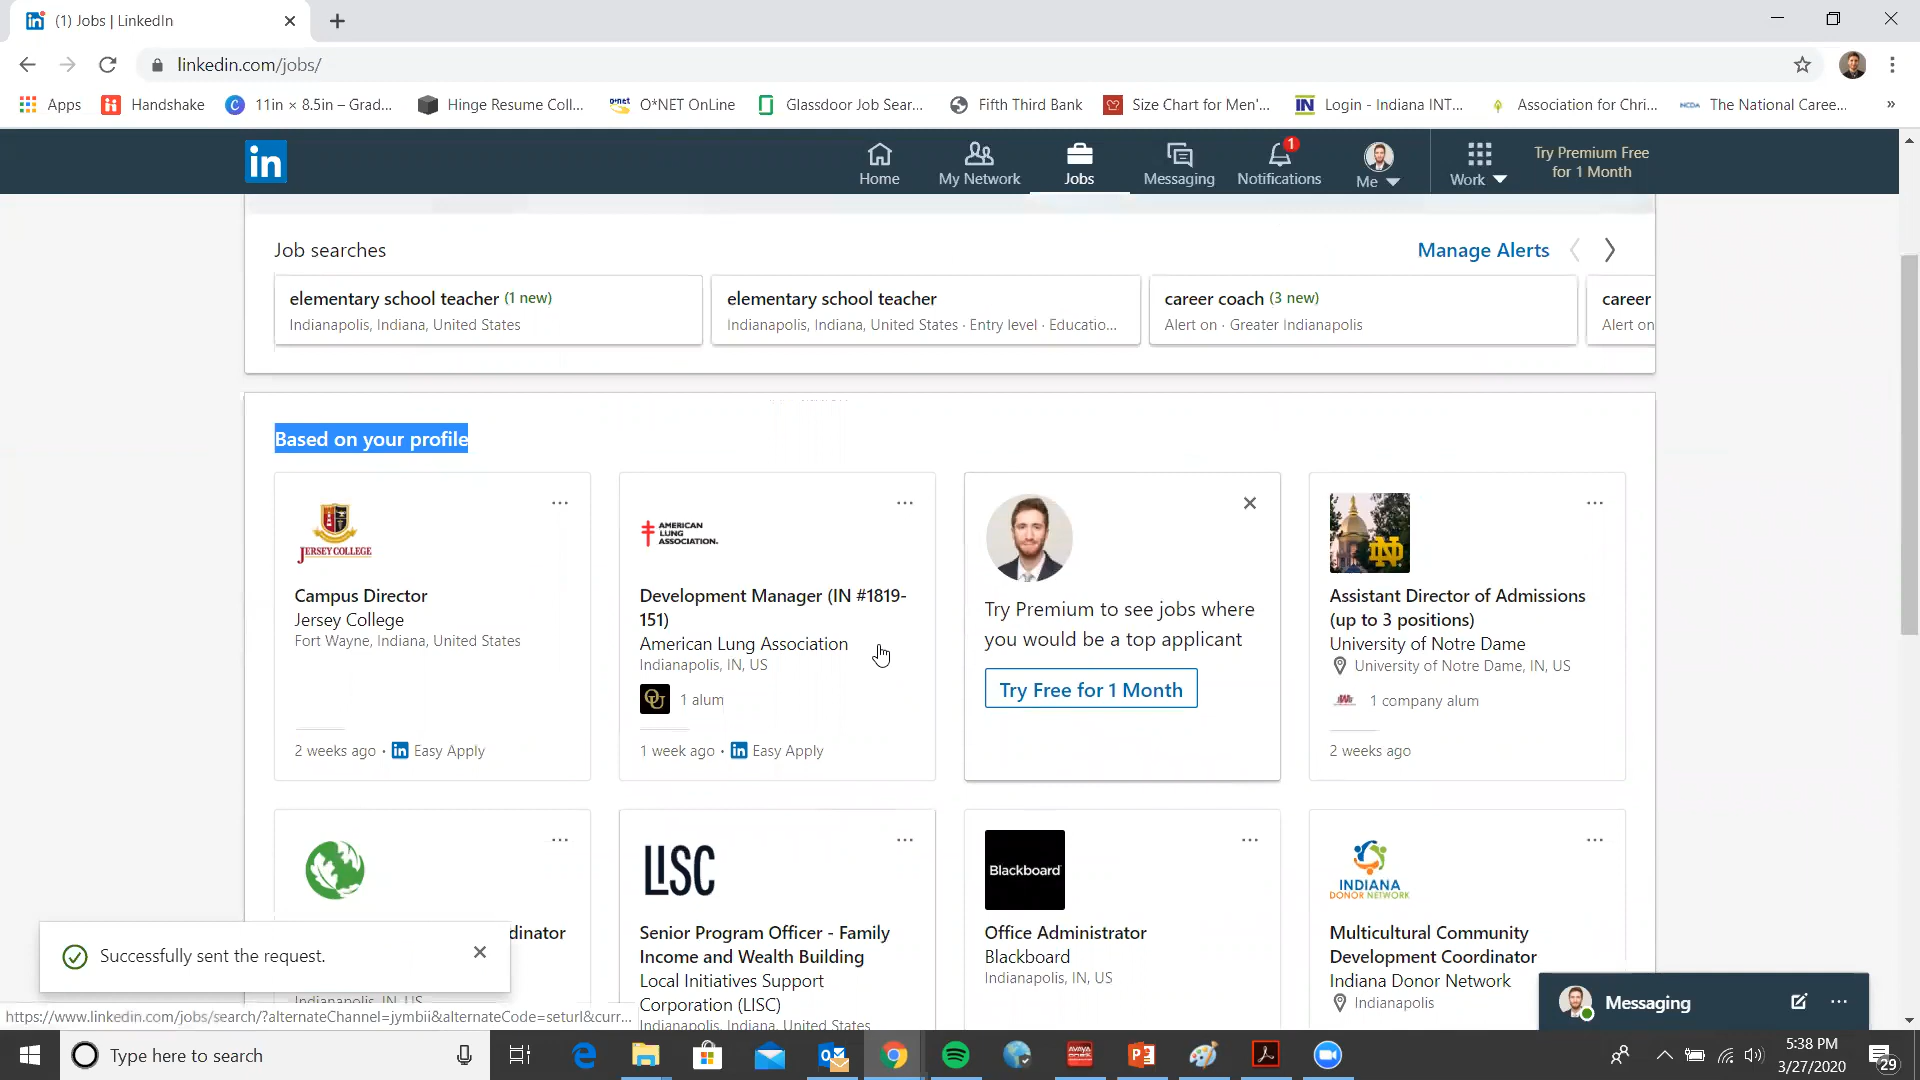 (1) Jobs | LinkedIn
linkedin.com/jobs/
Apps
Handshake
11in × 8.5in – Grad...
Hinge Resume Coll...
o*net
O*NET OnLine
Glassdoor Job Sear...
Fifth Third Bank
Size Chart for Men'...
IN
Login - Indiana INT...
Association for Chri...
NCDA
The National Caree...
»
in
Home
My Network
Jobs
Messaging
1
Notifications
Me
Work
Try Premium Free
for 1 Month
Job searches
Manage Alerts
elementary school teacher (1 new)
Indianapolis, Indiana, United States
elementary school teacher
Indianapolis, Indiana, United States · Entry level · Educatio...
career coach (3 new)
Alert on · Greater Indianapolis
career
Alert on
Based on your profile
JERSEY COLLEGE
Campus Director
Jersey College
Fort Wayne, Indiana, United States
2 weeks ago • in Easy Apply
AMERICAN
LUNG
ASSOCIATION.
Development Manager (IN #1819-
151)
American Lung Association
Indianapolis, IN, US
OU
1 alum
1 week ago • in Easy Apply
Try Premium to see jobs where
you would be a top applicant
Try Free for 1 Month
ND
Assistant Director of Admissions
(up to 3 positions)
University of Notre Dame
University of Notre Dame, IN, US
1 company alum
2 weeks ago
dinator
Indianapolis, IN, US
LISC
Senior Program Officer - Family
Income and Wealth Building
Local Initiatives Support
Corporation (LISC)
Indianapolis, Indiana, United States
Blackboard
Office Administrator
Blackboard
Indianapolis, IN, US
INDIANA
DONOR NETWORK
Multicultural Community
Development Coordinator
Indiana Donor Network
Indianapolis
Successfully sent the request.
Messaging
https://www.linkedin.com/jobs/search/?alternateChannel=jymbii&alternateCode=seturl&curr...
Type here to search
5:38 PM
3/27/2020
29